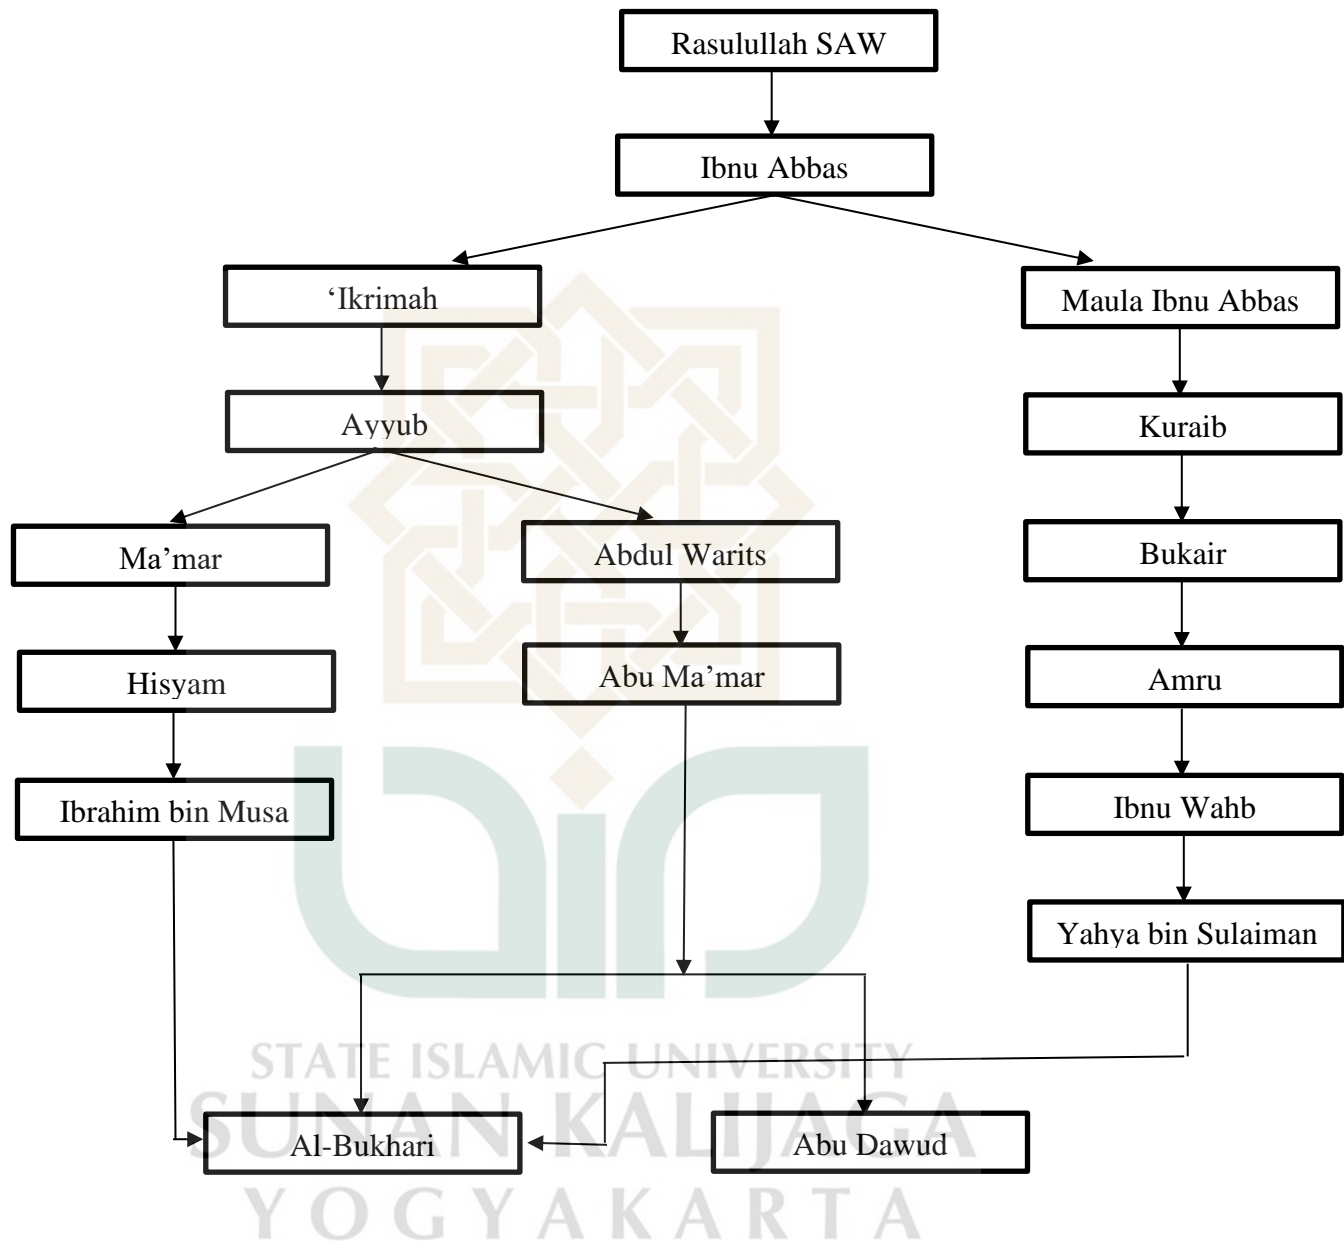 Rasulullah SAW
Ibnu Abbas
‘Ikrimah
Maula Ibnu Abbas
Ayyub
Kuraib
Ma’mar
Abdul Warits
Bukair
Hisyam
Abu Ma’mar
Amru
Ibrahim bin Musa
Ibnu Wahb
Yahya bin Sulaiman
STATE ISLAMIC UNIVERSITY
SUNAN KALIJAGA
Al-Bukhari
Abu Dawud
YOGYAKARTA